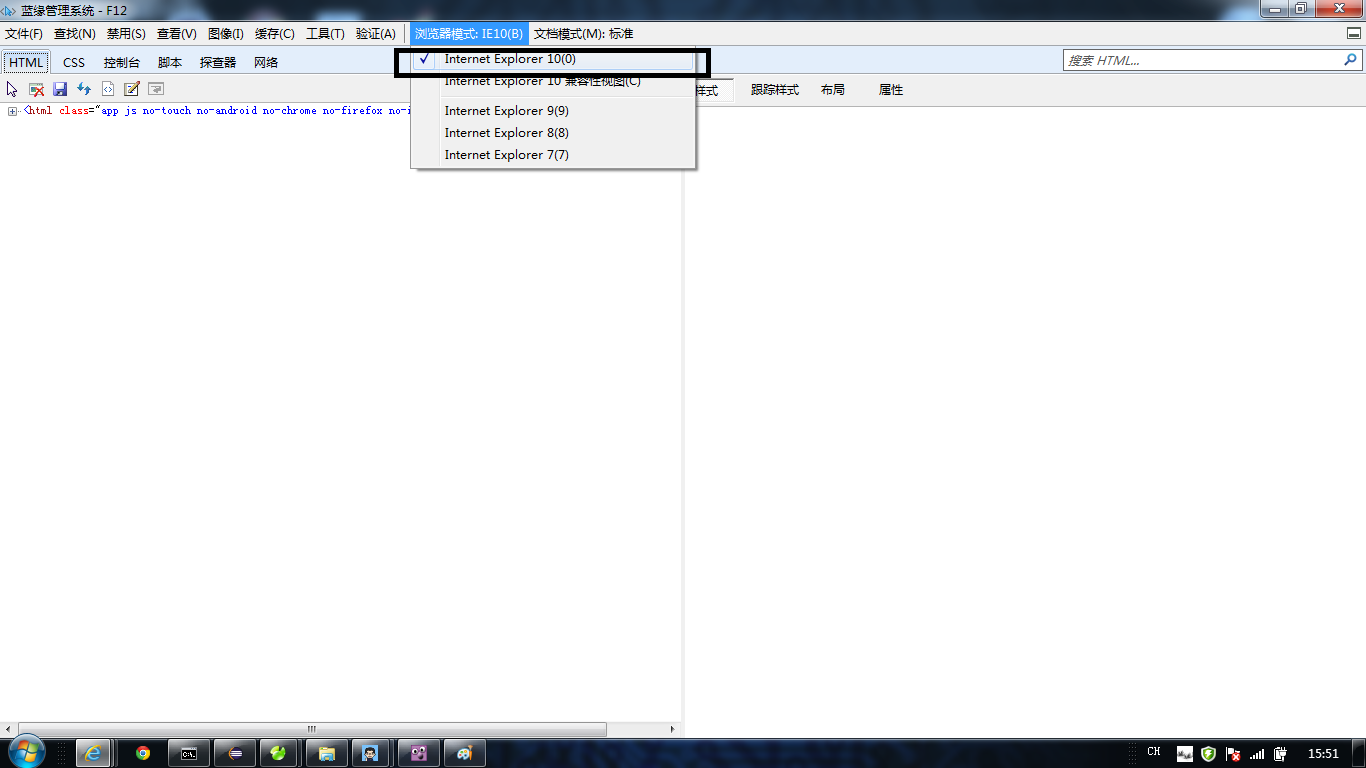 蓝缘管理系统 - F12
文件(F) 查找(N) 禁用(S) 查看(V) 图像(I) 缓存(C) 工具(T) 验证(A) 浏览器模式: IE10(B) 文档模式(M): 标准
HTML CSS 控制台 脚本 探查器 网络
搜索 HTML...
✓ Internet Explorer 10(0)
Internet Explorer 10 兼容性视图(C)
Internet Explorer 9(9)
Internet Explorer 8(8)
Internet Explorer 7(7)
样式 跟踪样式 布局 属性
<html class="app js no-touch no-android no-chrome no-firefox no-i
CH
15:51